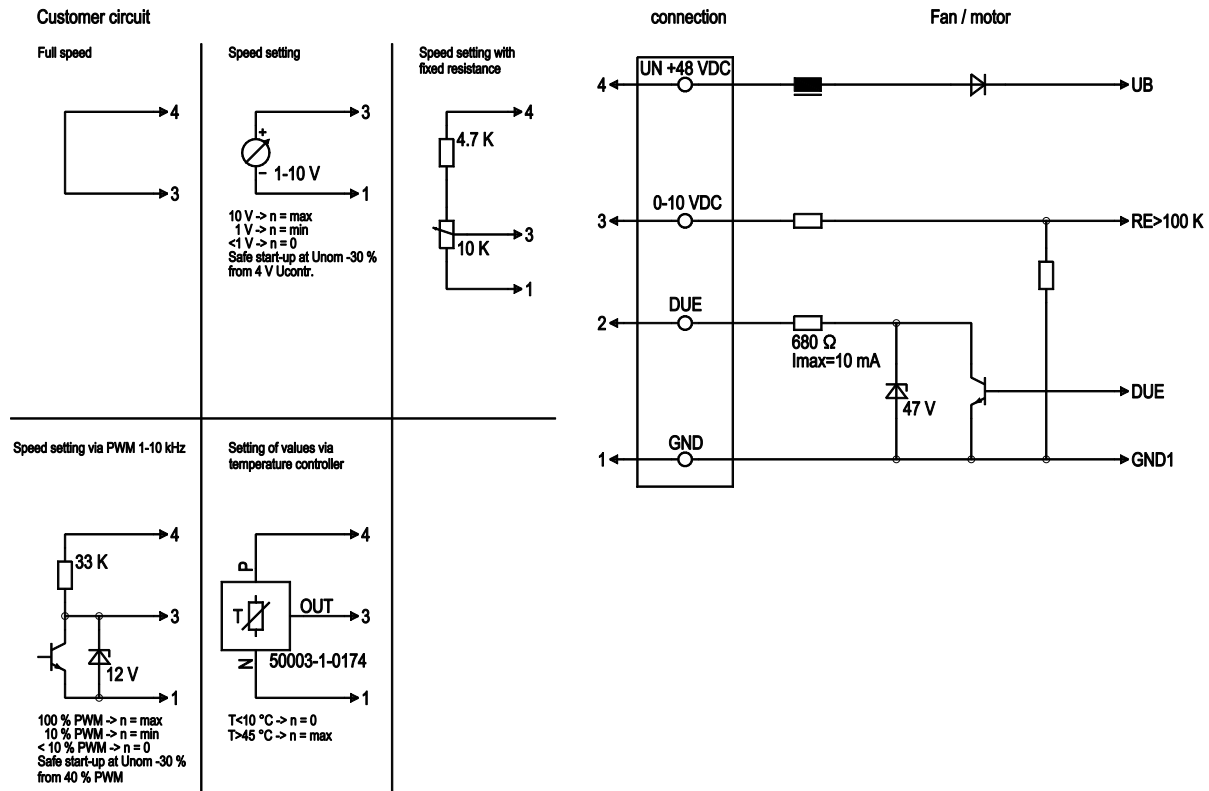 Customer circuit
connection
Fan / motor
Full speed
4
3
Speed setting
3
+
–
1-10 V
1
10 V -> n = max
1 V -> n = min
<1 V -> n = 0
Safe start-up at Unom -30 %
from 4 V Ucontr.
Speed setting with
fixed resistance
4
4.7 K
3
10 K
1
Speed setting via PWM 1-10 kHz
4
33 K
3
12 V
1
100 % PWM -> n = max
10 % PWM -> n = min
< 10 % PWM -> n = 0
Safe start-up at Unom -30 %
from 40 % PWM
Setting of values via
temperature controller
4
P
T
OUT
3
N
50003-1-0174
1
T<10 °C -> n = 0
T>45 °C -> n = max
UN +48 VDC
4
UB
0-10 VDC
3
RE>100 K
DUE
2
680 Ω
Imax=10 mA
47 V
DUE
GND
1
GND1